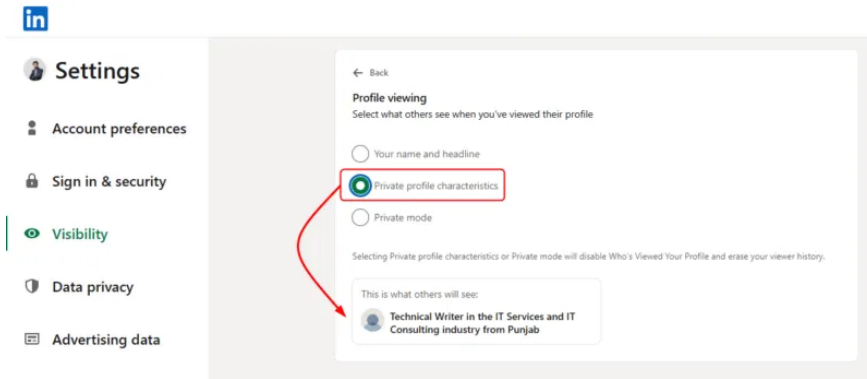 in
Settings
Account preferences
Sign in & security
Visibility
Data privacy
Advertising data
Back
Profile viewing
Select what others see when you've viewed their profile
Your name and headline
Private profile characteristics
Private mode
Selecting Private profile characteristics or Private mode will disable Who's Viewed Your Profile and erase your viewer history.
This is what others will see:
Technical Writer in the IT Services and IT
Consulting industry from Punjab